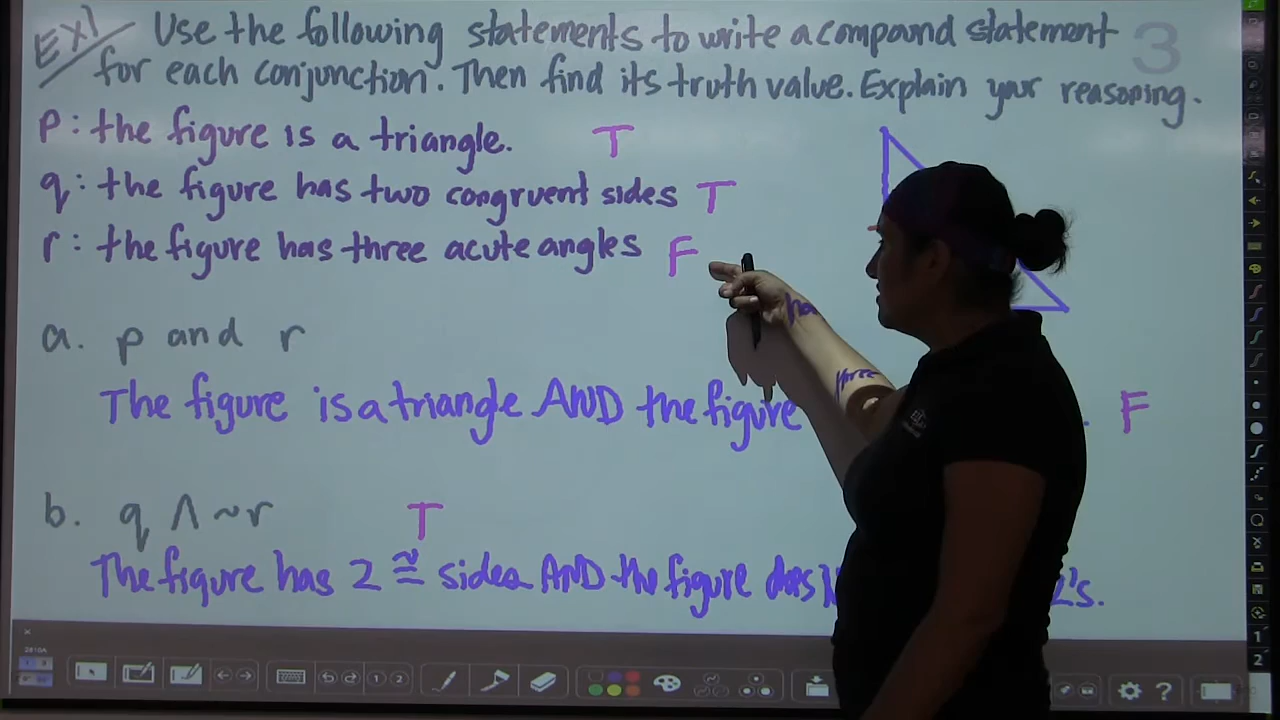 EX1 Use the following statements to write a compound statement 3
for each conjunction. Then find its truth value. Explain your reasoning.
p: the figure is a triangle. T
q: the figure has two congruent sides T
r: the figure has three acute angles F
a. p and r
The figure is a triangle AND the figure F
b. q ∧ ~r T
The figure has 2 ≅ sides AND the figure does ∠'s.